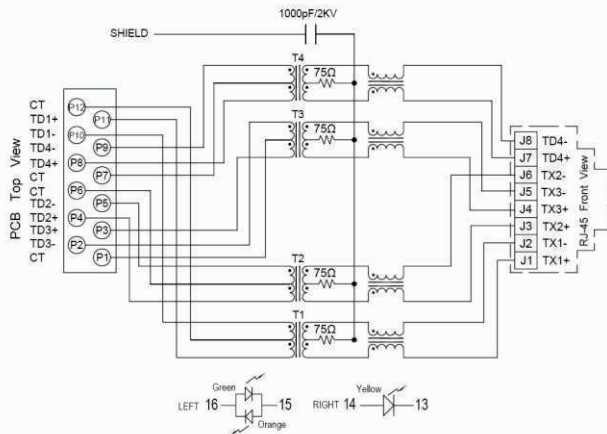 1000pF/2KV
SHIELD
T4
75Ω
T3
75Ω
T2
75Ω
T1
75Ω
PCB Top View
CT P12
TD1+ P11
TD1- P10
TD4- P9
TD4+ P8
CT P7
CT P6
TD2- P5
TD2+ P4
TD3+ P3
TD3- P2
CT P1
J8 TD4-
J7 TD4+
J6 TX2-
J5 TX3-
J4 TX3+
J3 TX2+
J2 TX1-
J1 TX1+
RJ-45 Front View
Green
LEFT 16 15
Orange
Yellow
RIGHT 14 13